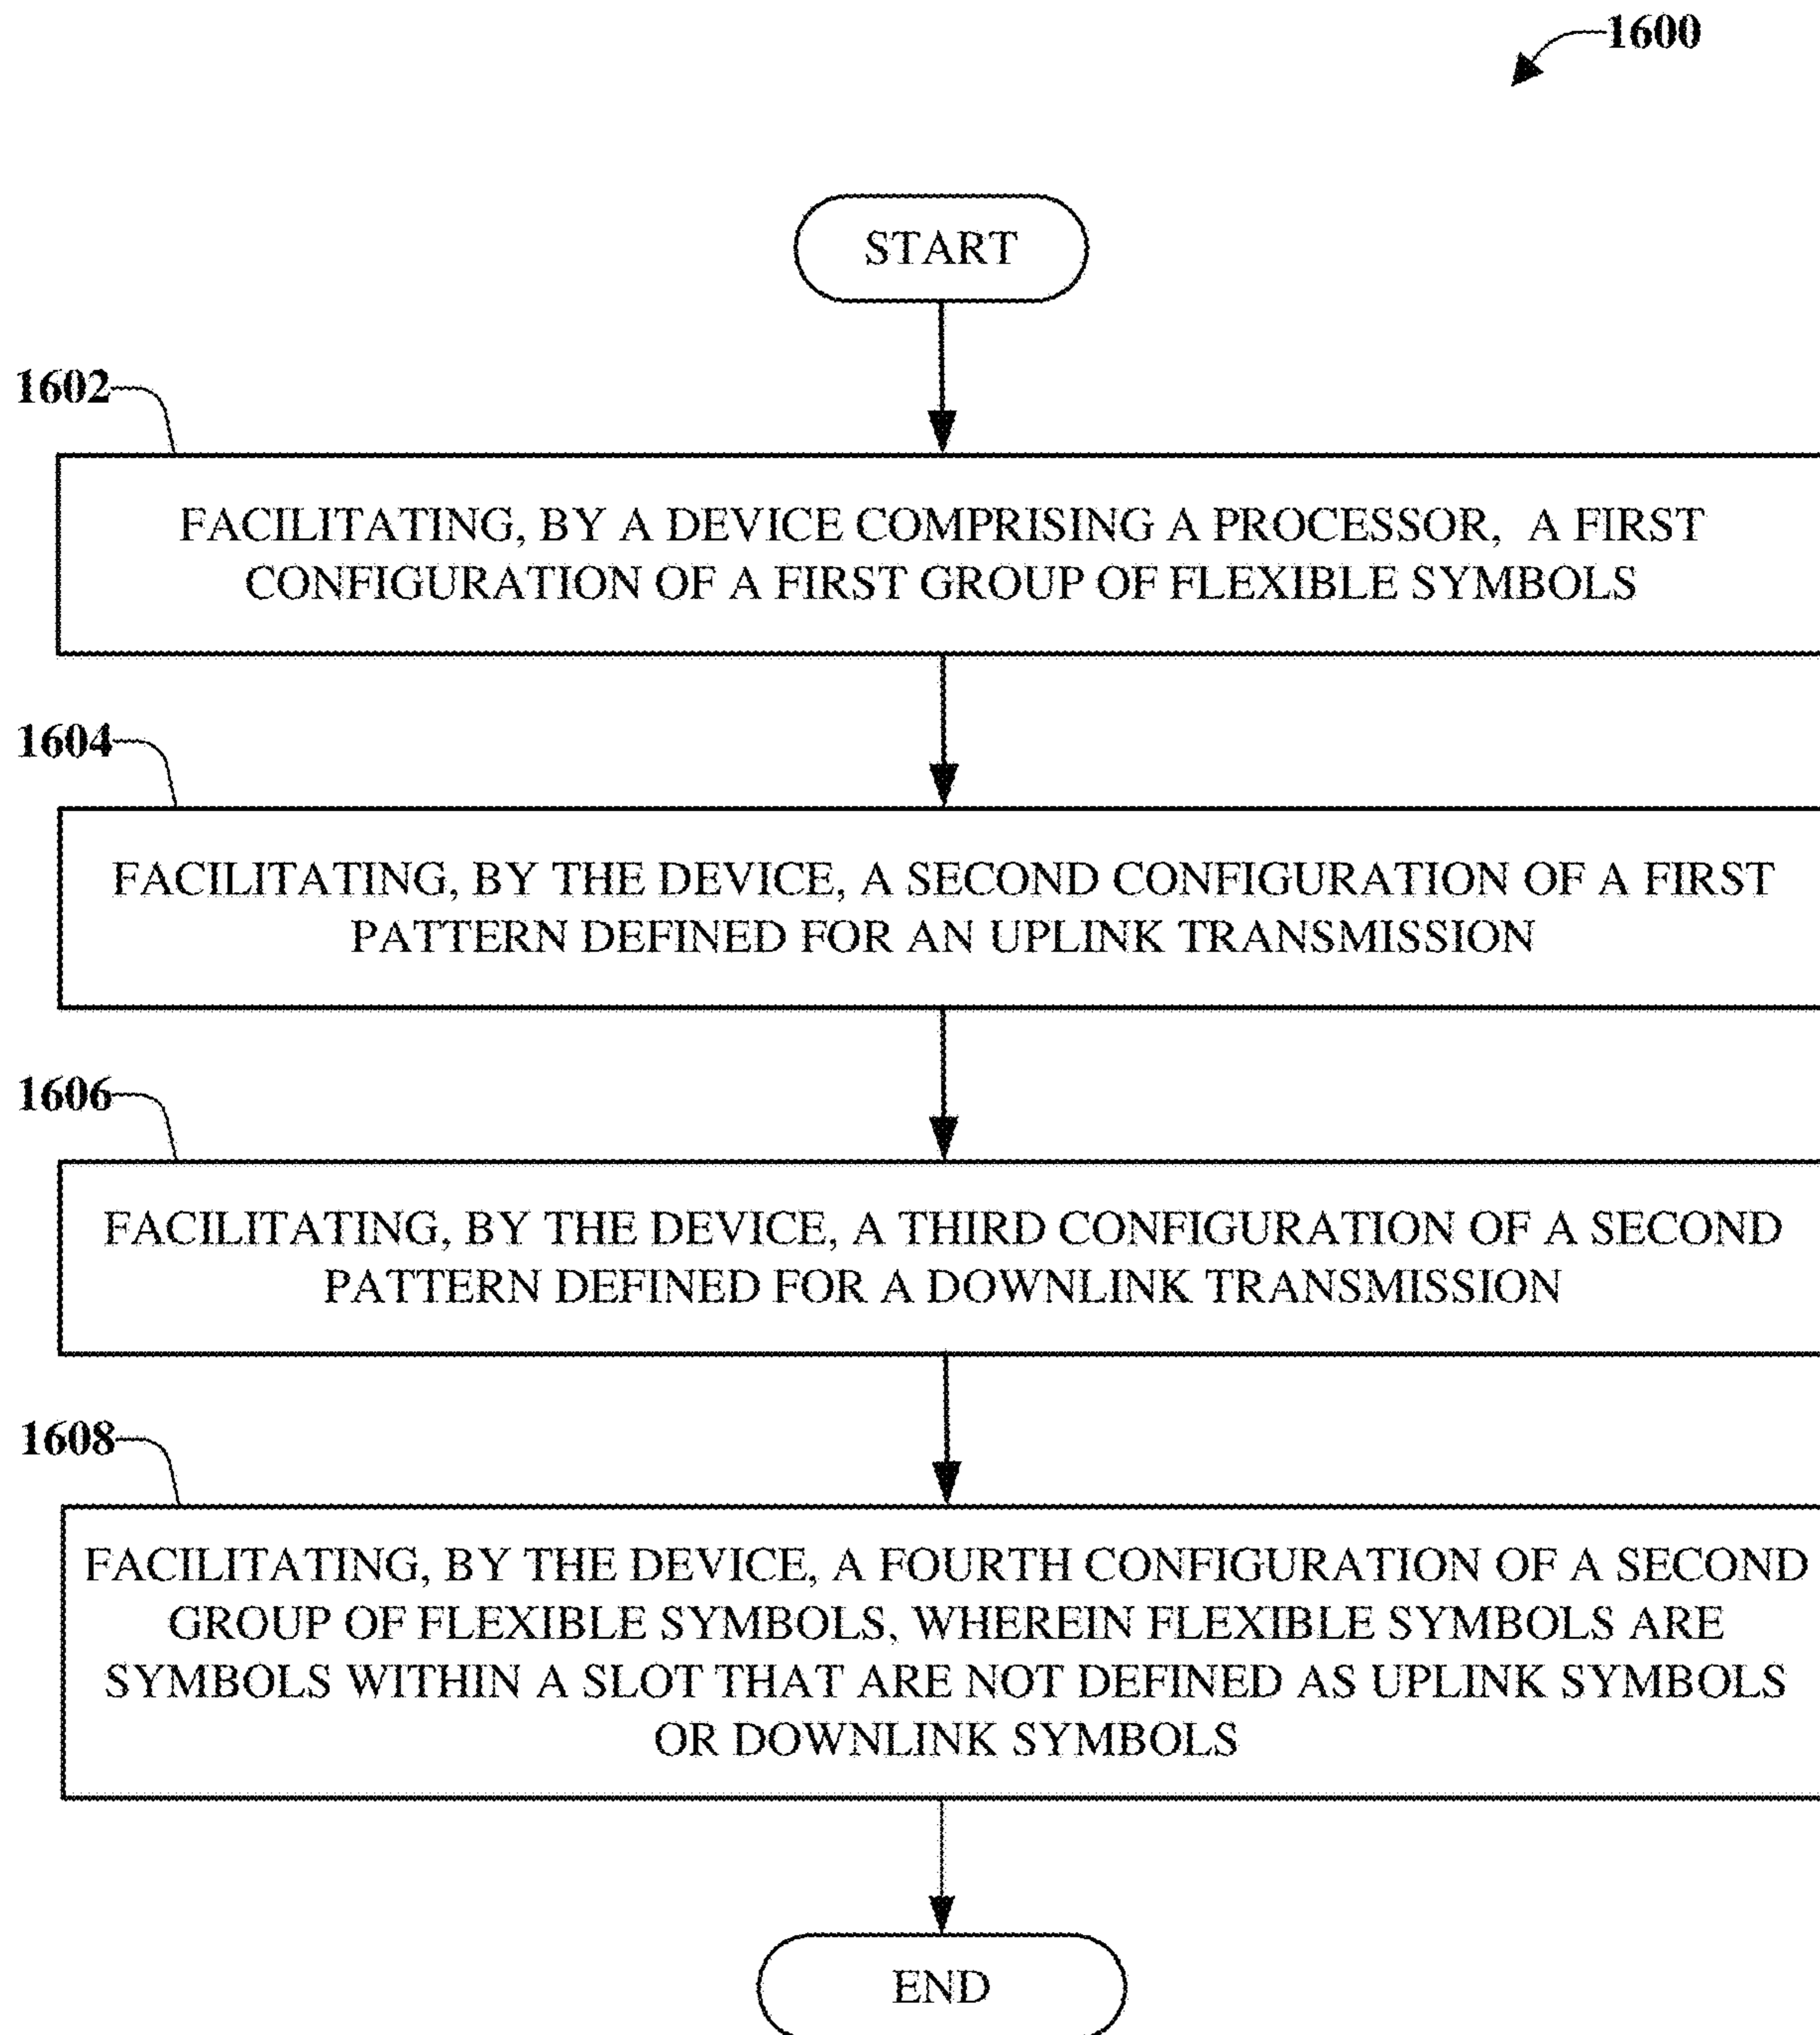 1600
START
1602
FACILITATING, BY A DEVICE COMPRISING A PROCESSOR, A FIRST
CONFIGURATION OF A FIRST GROUP OF FLEXIBLE SYMBOLS
1604
FACILITATING, BY THE DEVICE, A SECOND CONFIGURATION OF A FIRST
PATTERN DEFINED FOR AN UPLINK TRANSMISSION
1606
FACILITATING, BY THE DEVICE, A THIRD CONFIGURATION OF A SECOND
PATTERN DEFINED FOR A DOWNLINK TRANSMISSION
1608
FACILITATING, BY THE DEVICE, A FOURTH CONFIGURATION OF A SECOND
GROUP OF FLEXIBLE SYMBOLS, WHEREIN FLEXIBLE SYMBOLS ARE
SYMBOLS WITHIN A SLOT THAT ARE NOT DEFINED AS UPLINK SYMBOLS
OR DOWNLINK SYMBOLS
END